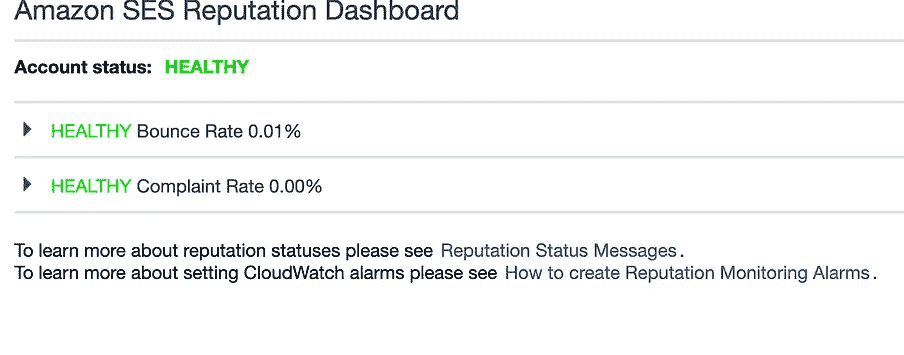 Amazon SES Reputation Dashboard
Account status: HEALTHY
HEALTHY Bounce Rate 0.01%
HEALTHY Complaint Rate 0.00%
To learn more about reputation statuses please see Reputation Status Messages.
To learn more about setting CloudWatch alarms please see How to create Reputation Monitoring Alarms.